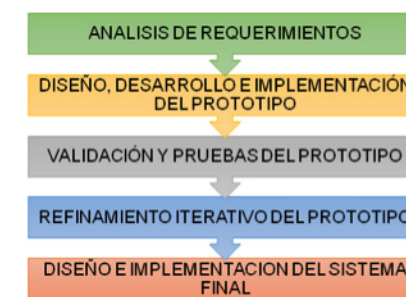 ANALISIS DE REQUERIMIENTOS
DISEÑO, DESARROLLO E IMPLEMENTACIÓN
DEL PROTOTIPO
VALIDACIÓN Y PRUEBAS DEL PROTOTIPO
REFINAMIENTO ITERATIVO DEL PROTOTIPO
DISEÑO E IMPLEMENTACION DEL SISTEMA
FINAL